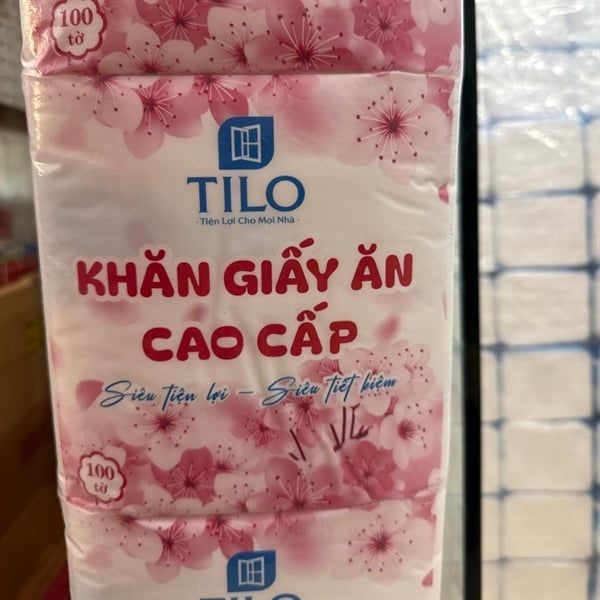 100
tờ
TILO
- Tiện Lợi Cho Mọi Nhà -
KHĂN GIẤY ĂN
CAO CẤP
Siêu tiện lợi – Siêu tiết kiệm
100
tờ
TILO